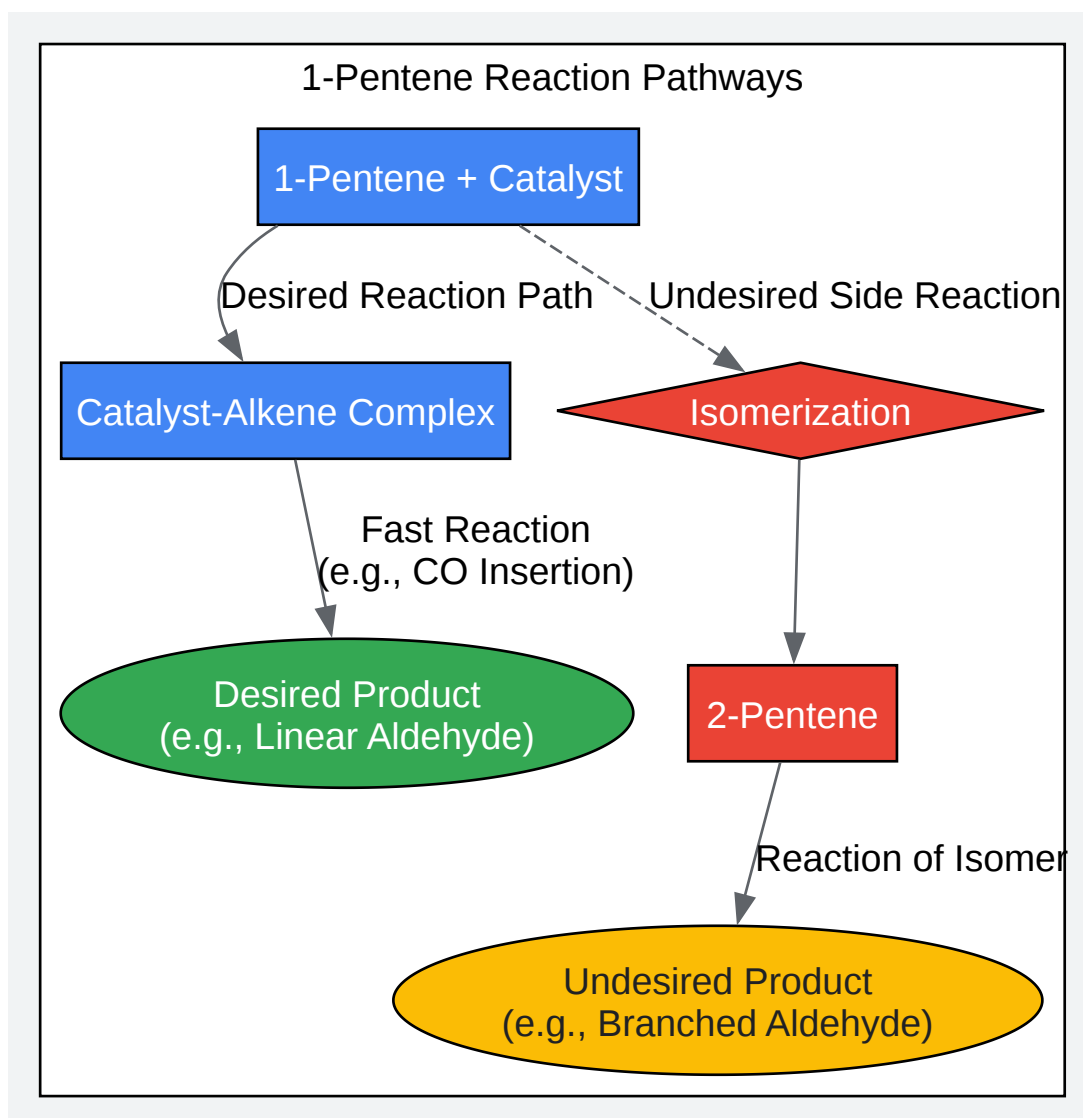 1-Pentene Reaction Pathways
1-Pentene + Catalyst
Desired Reaction Path
Undesired Side Reaction
Catalyst-Alkene Complex
Isomerization
Fast Reaction
(e.g., CO Insertion)
Desired Product
(e.g., Linear Aldehyde)
2-Pentene
Reaction of Isomer
Undesired Product
(e.g., Branched Aldehyde)